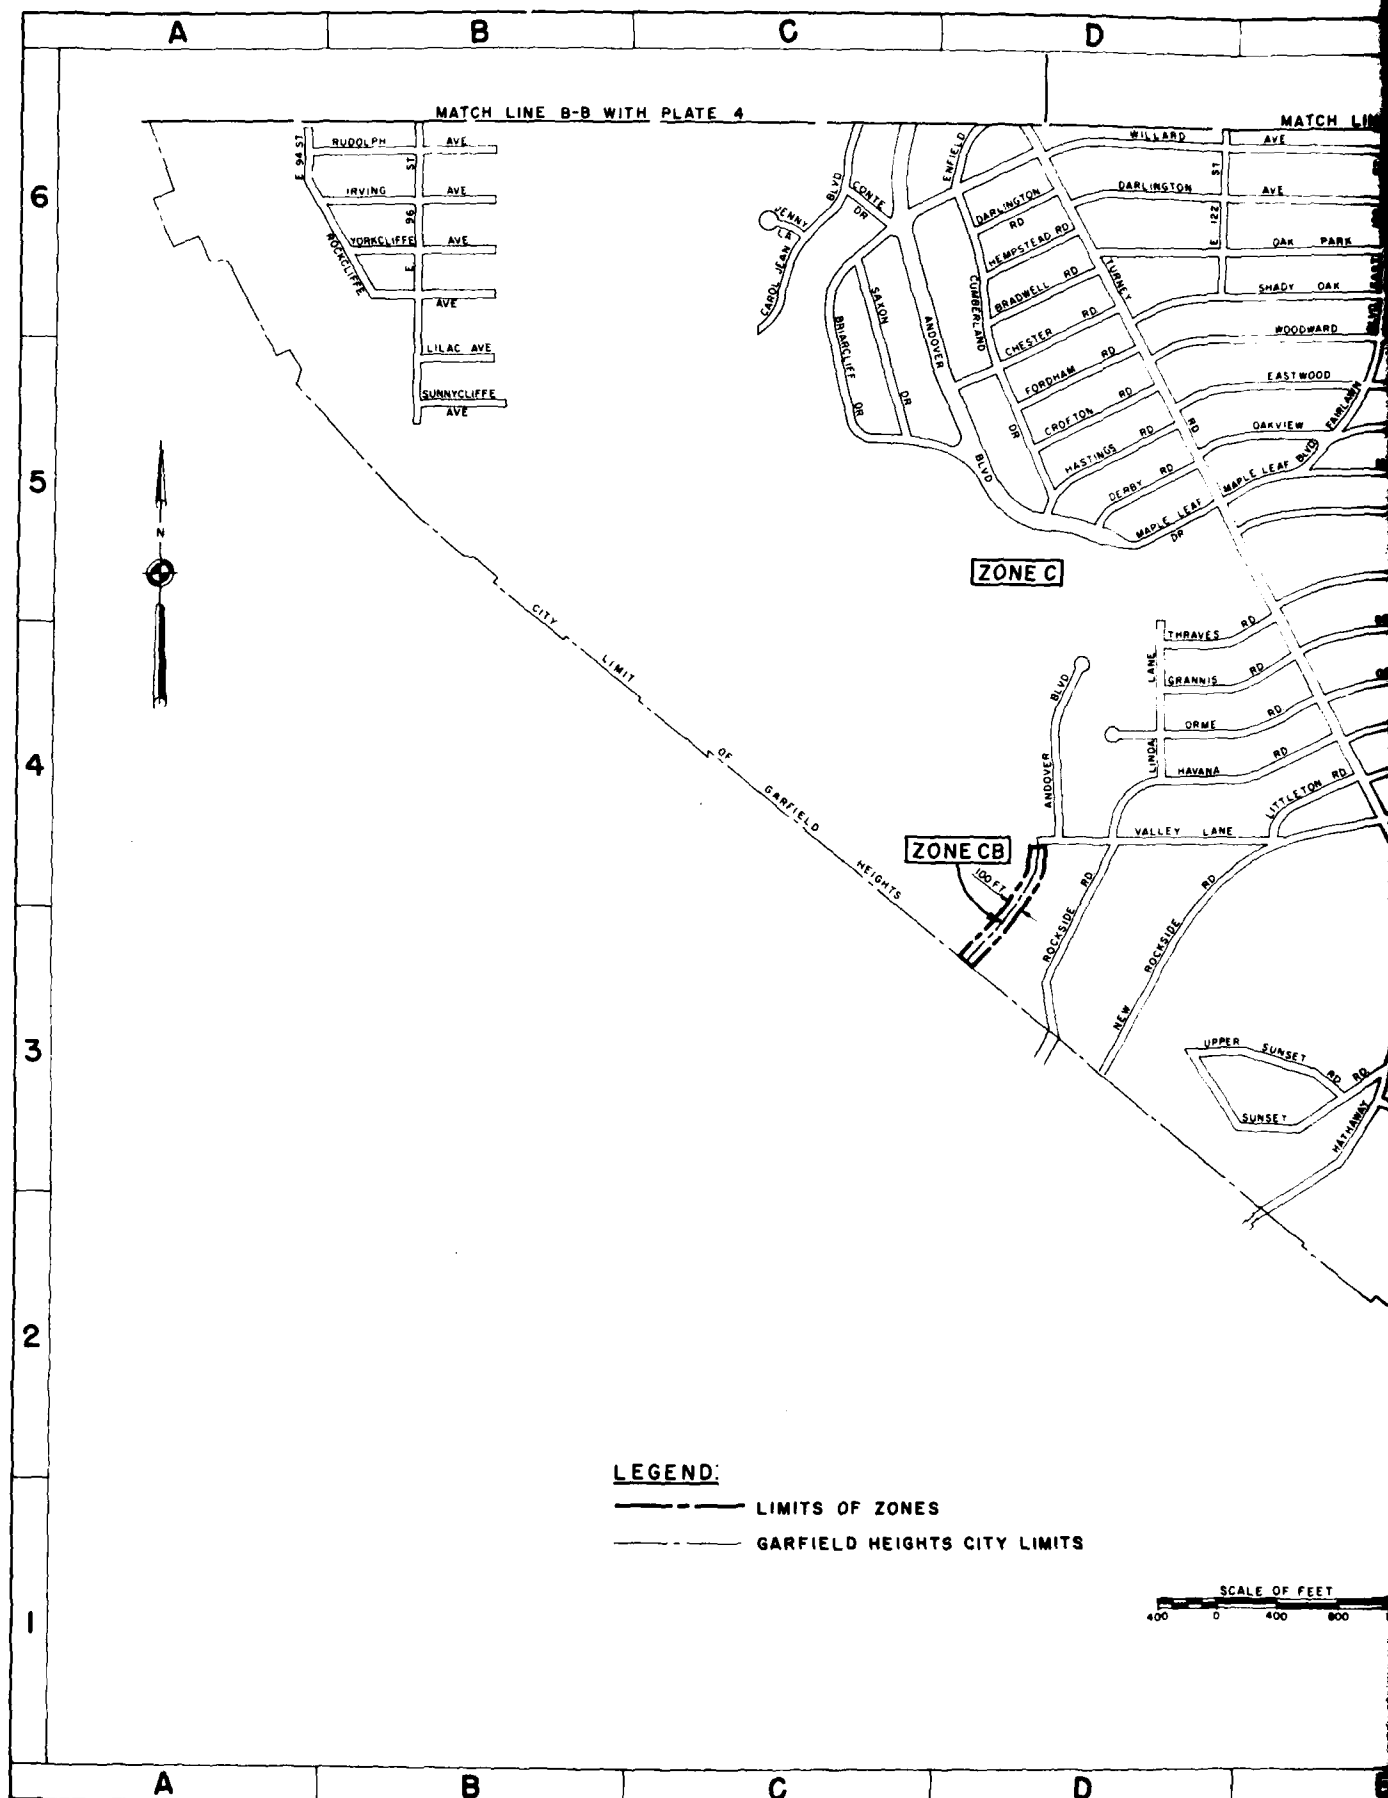 A B C D
MATCH LINE B-B WITH PLATE 4
MATCH
6
E 94 ST
RUDOLPH AVE
IRVING AVE
YORKCLIFFE AVE
ROCKCLIFFE
AVE
E 96 ST
LILAC AVE
SUNNYCLIFFE
AVE
JENNY
LA
CAROL JEAN BLVD
CONTE
DR
ENFIELD
WILLARD AVE
DARLINGTON
RD
DARLINGTON AVE
E 122 ST
HEMPSTEAD RD
OAK PARK
BRADWELL RD
SHADY OAK
CHESTER RD
WOODWARD
FORDHAM RD
EASTWOOD
CROFTON RD
OAKVIEW
HASTINGS RD
DERBY RD
MAPLE LEAF
DR
MAPLE LEAF BLVD
FAIRLAWN
BLVD
TURNEY
RD
CUMBERLAND
DR
ANDOVER
BLVD
SAXON
DR
BRIARCLIFF
DR
5
N
ZONE C
THRAVES RD
GRANNIS RD
ORME RD
HAVANA RD
LINDA LANE
LITTLETON RD
ANDOVER BLVD
VALLEY LANE
4
CITY LIMIT OF GARFIELD HEIGHTS
ZONE CB
100 FT
ROCKSIDE RD
NEW ROCKSIDE RD
3
UPPER SUNSET RD
SUNSET RD
HATHAWAY
2
LEGEND:
LIMITS OF ZONES
GARFIELD HEIGHTS CITY LIMITS
SCALE OF FEET
400 0 400 800
1
A B C D